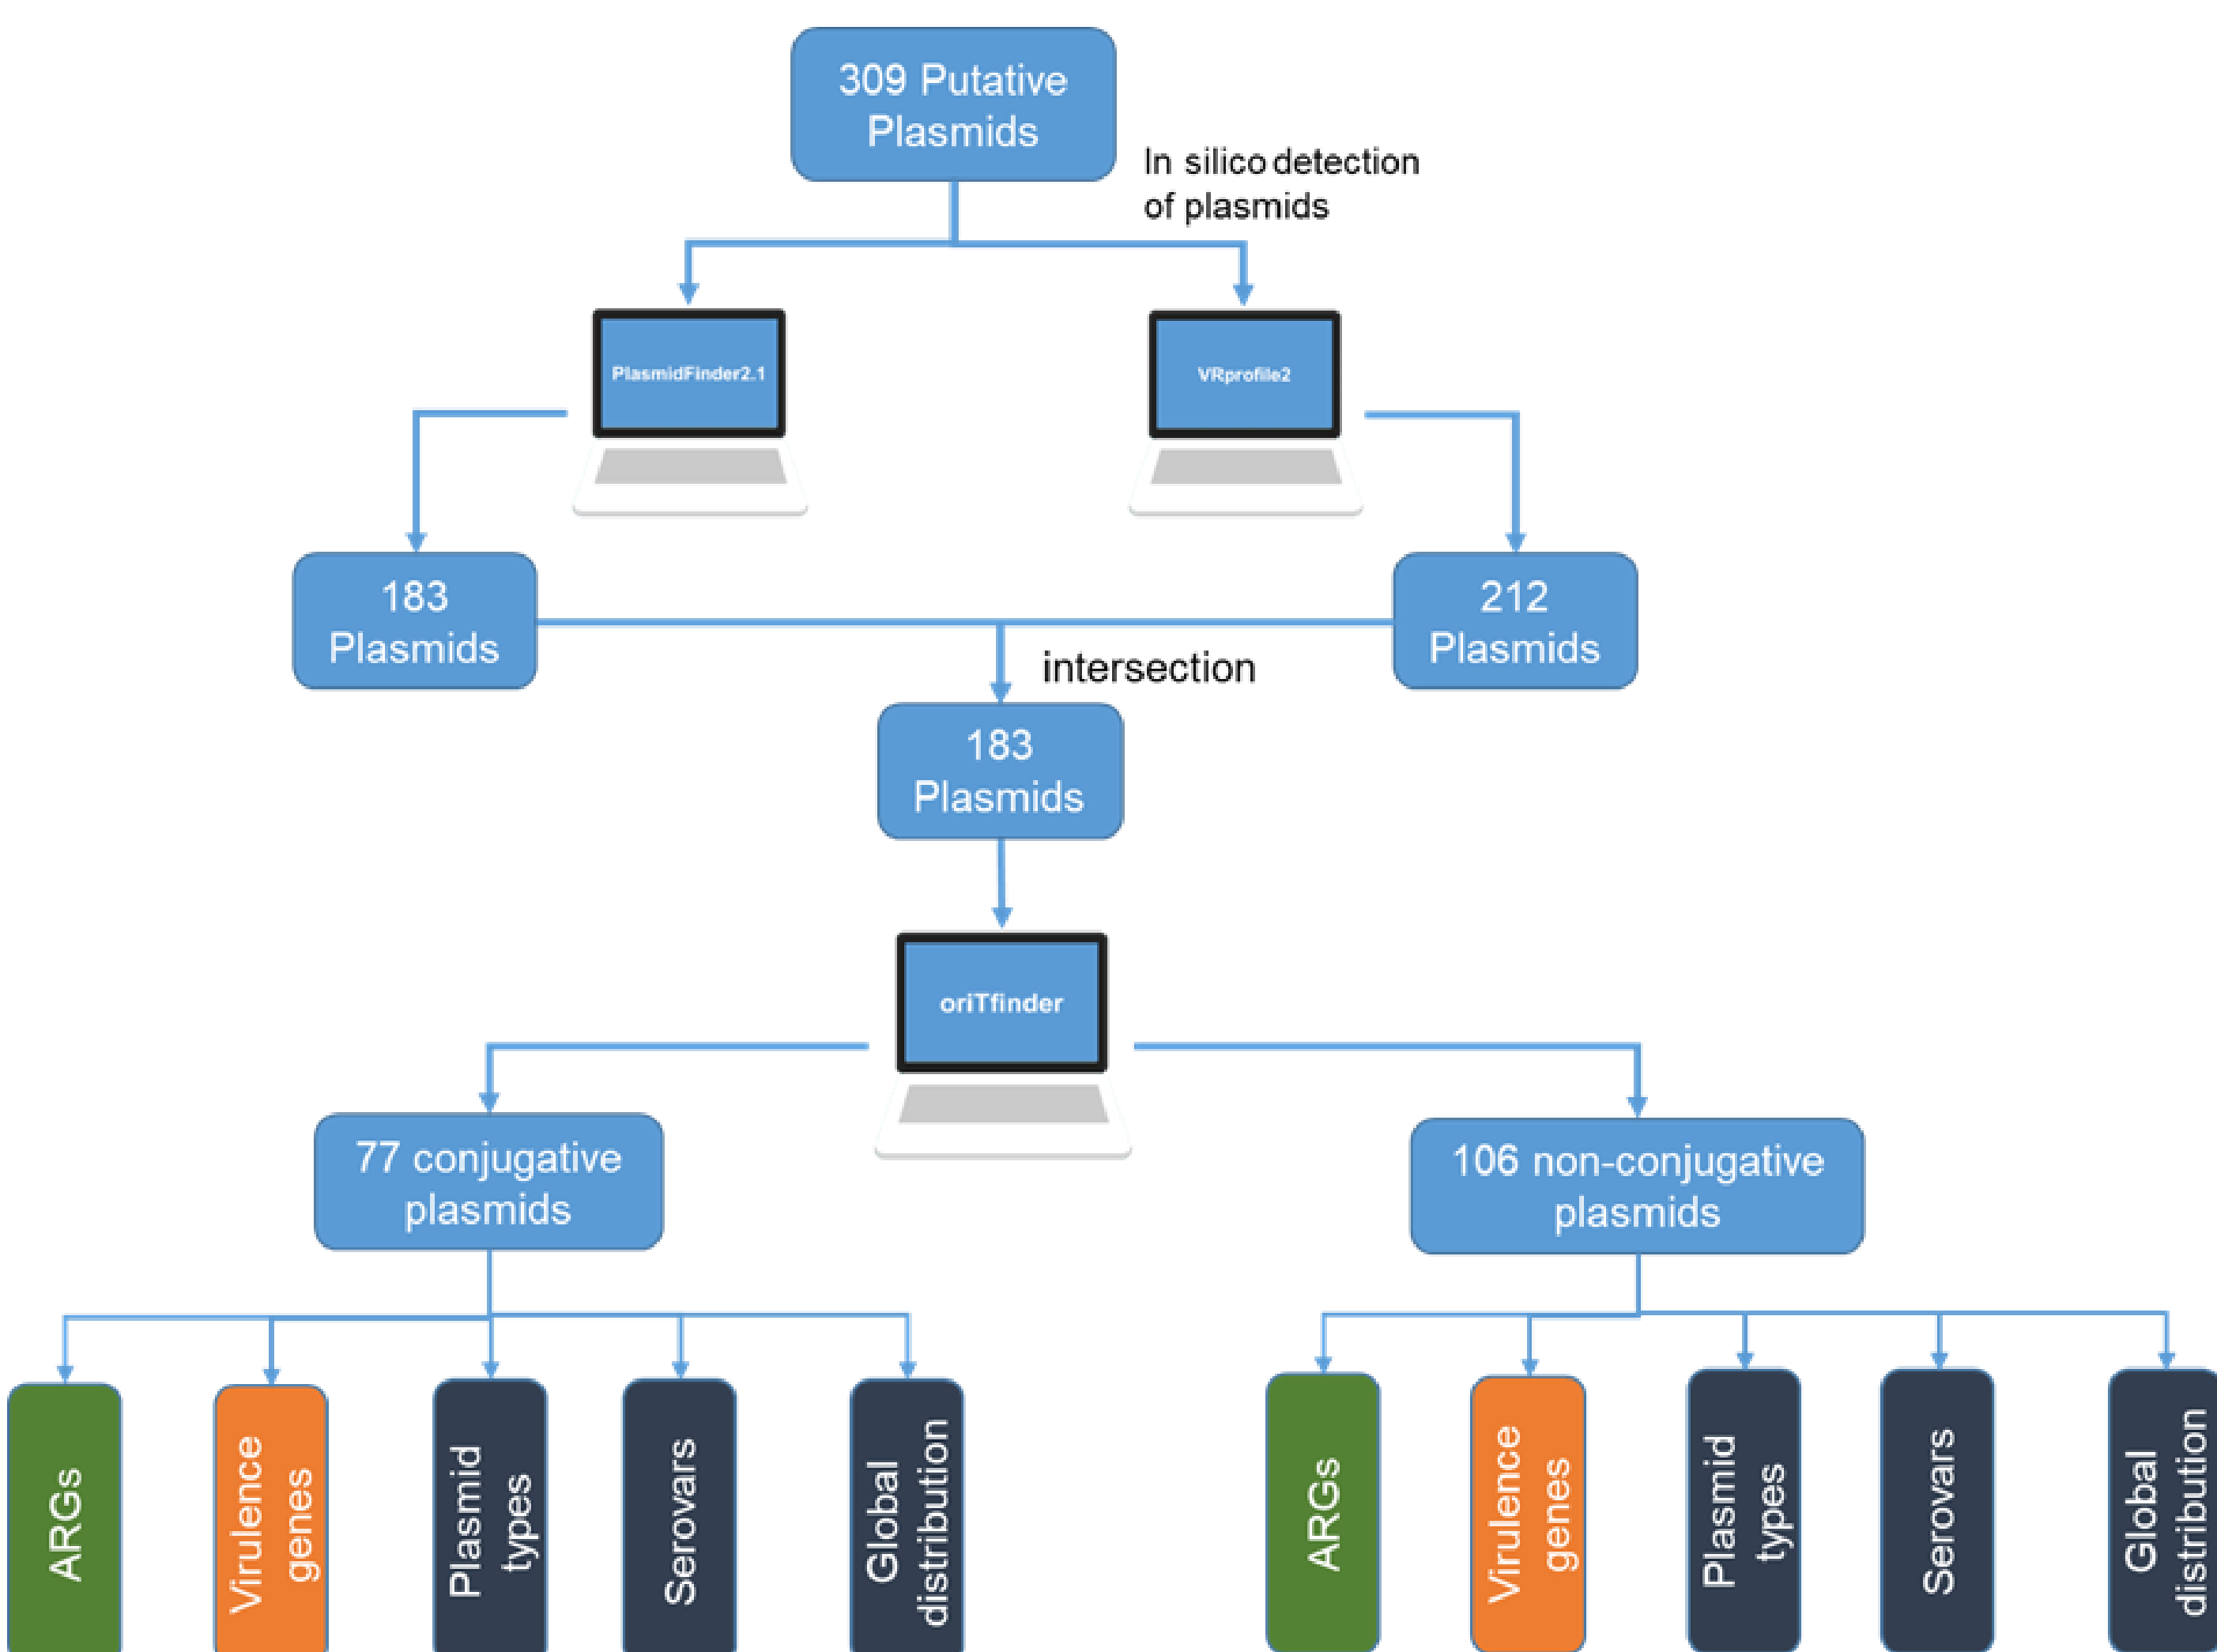 309 Putative
Plasmids
In silico detection
of plasmids
PlasmidFinder2.1
VRprofile2
183
Plasmids
212
Plasmids
intersection
183
Plasmids
oriTfinder
77 conjugative
plasmids
106 non-conjugative
plasmids
ARGs
Virulence
genes
Plasmid
types
Serovars
Global
distribution
ARGs
Virulence
genes
Plasmid
types
Serovars
Global
distribution